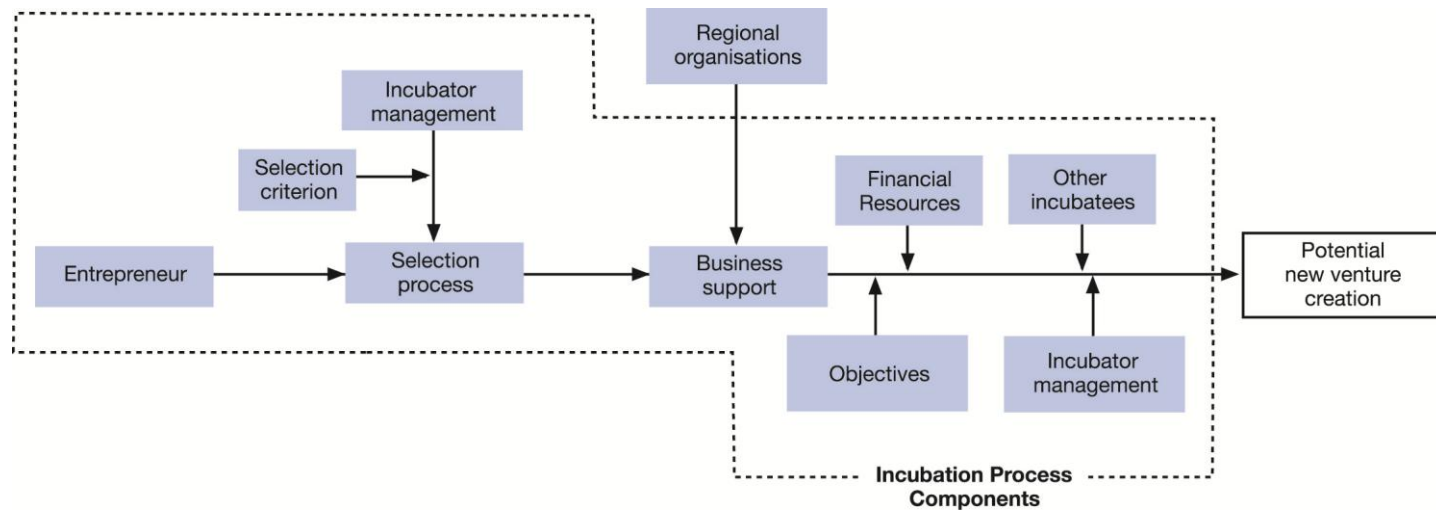 Regional
organisations
Incubator
management
Selection
criterion
Financial
Resources
Other
incubatees
Entrepreneur
Selection
process
Business
support
Potential
new venture
creation
Objectives
Incubator
management
Incubation Process
Components